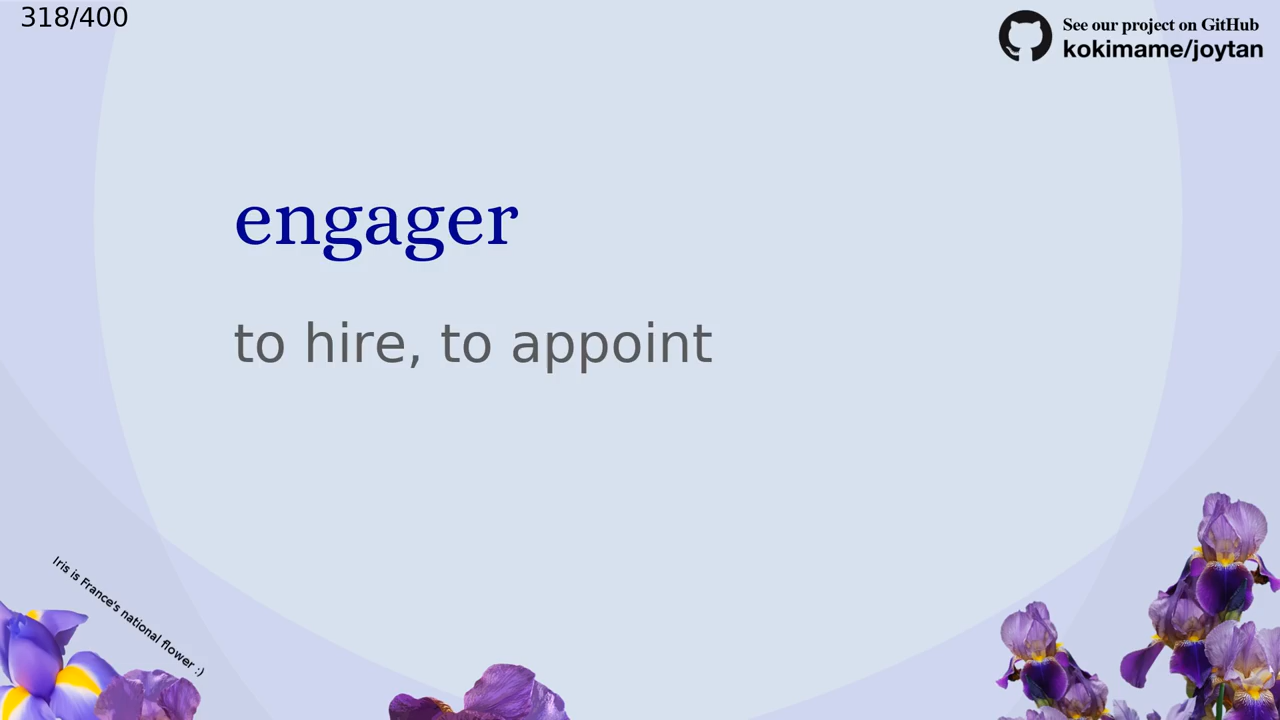 318/400
See our project on GitHub
kokimame/joytan
engager
to hire, to appoint
Iris is France's national flower :)